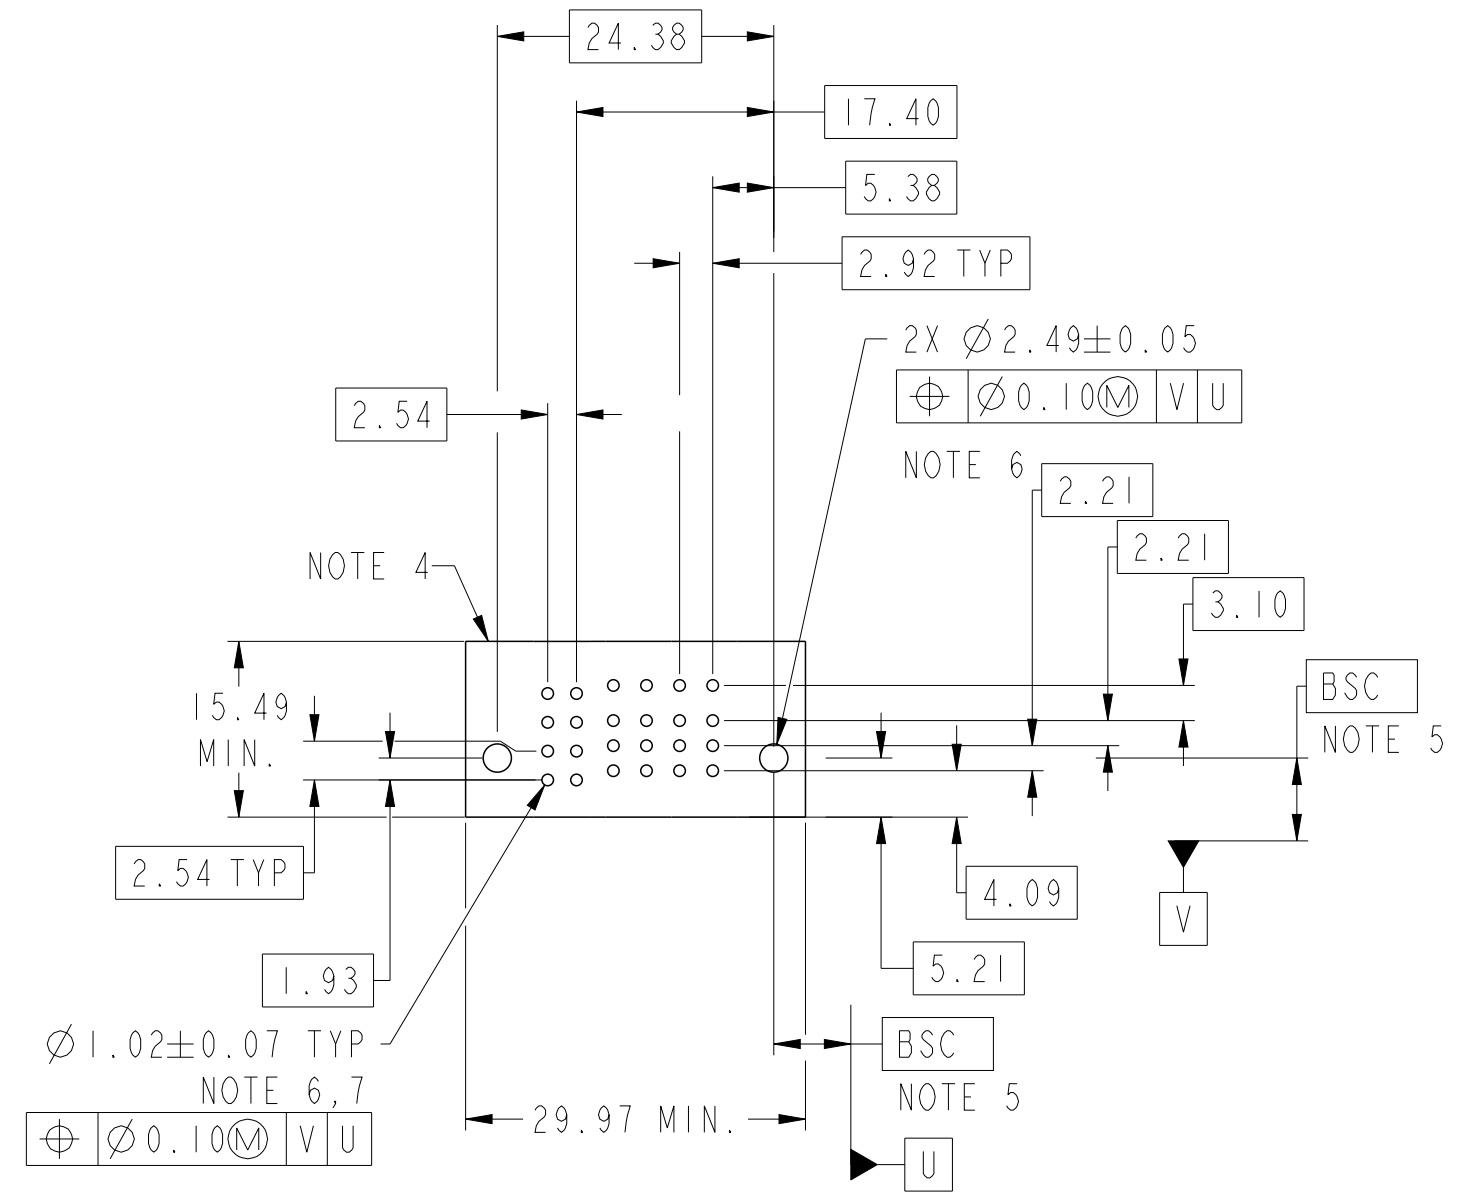 24.38
17.40
5.38
2.92 TYP
2X ∅2.49±0.05
⌖ ∅0.10Ⓜ V U
2.54
NOTE 6
2.21
2.21
NOTE 4
3.10
BSC
15.49
NOTE 5
MIN.
2.54 TYP
4.09
V
5.21
1.93
∅1.02±0.07 TYP
BSC
NOTE 6,7
NOTE 5
29.97 MIN.
⌖ ∅0.10Ⓜ V U
U